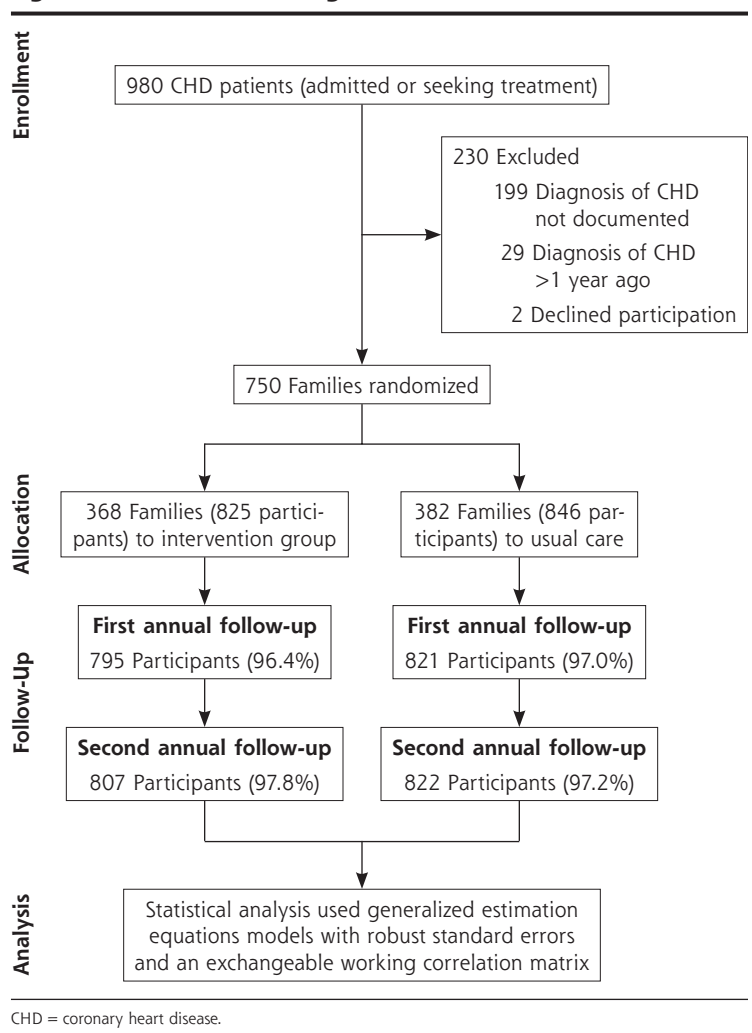 Enrollment
980 CHD patients (admitted or seeking treatment)
230 Excluded
199 Diagnosis of CHD
not documented
29 Diagnosis of CHD
>1 year ago
2 Declined participation
750 Families randomized
Allocation
368 Families (825 partici-
pants) to intervention group
382 Families (846 par-
ticipants) to usual care
Follow-Up
First annual follow-up
795 Participants (96.4%)
First annual follow-up
821 Participants (97.0%)
Second annual follow-up
807 Participants (97.8%)
Second annual follow-up
822 Participants (97.2%)
Analysis
Statistical analysis used generalized estimation
equations models with robust standard errors
and an exchangeable working correlation matrix
CHD = coronary heart disease.